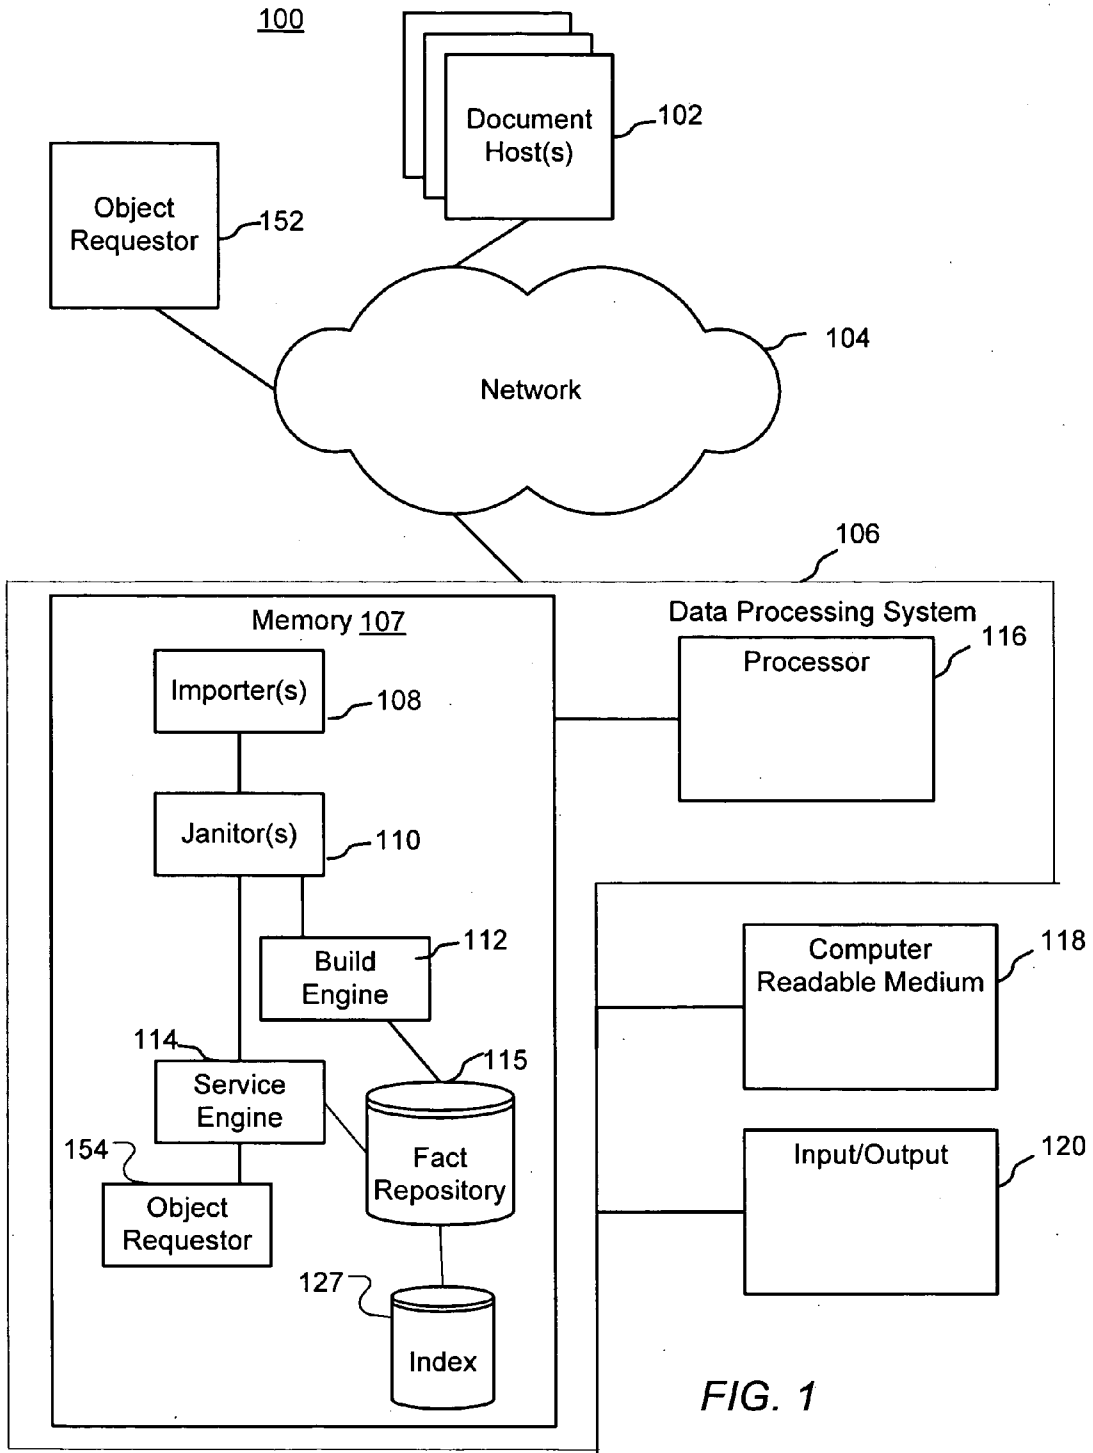 100
Document
Host(s)
102
Object
Requestor
152
104
Network
106
Memory 107
Data Processing System
116
Processor
Importer(s)
108
Janitor(s)
110
112
Build
Engine
Computer
Readable Medium
118
114
Service
Engine
115
Fact
Repository
154
Object
Requestor
Input/Output
120
127
Index
FIG. 1